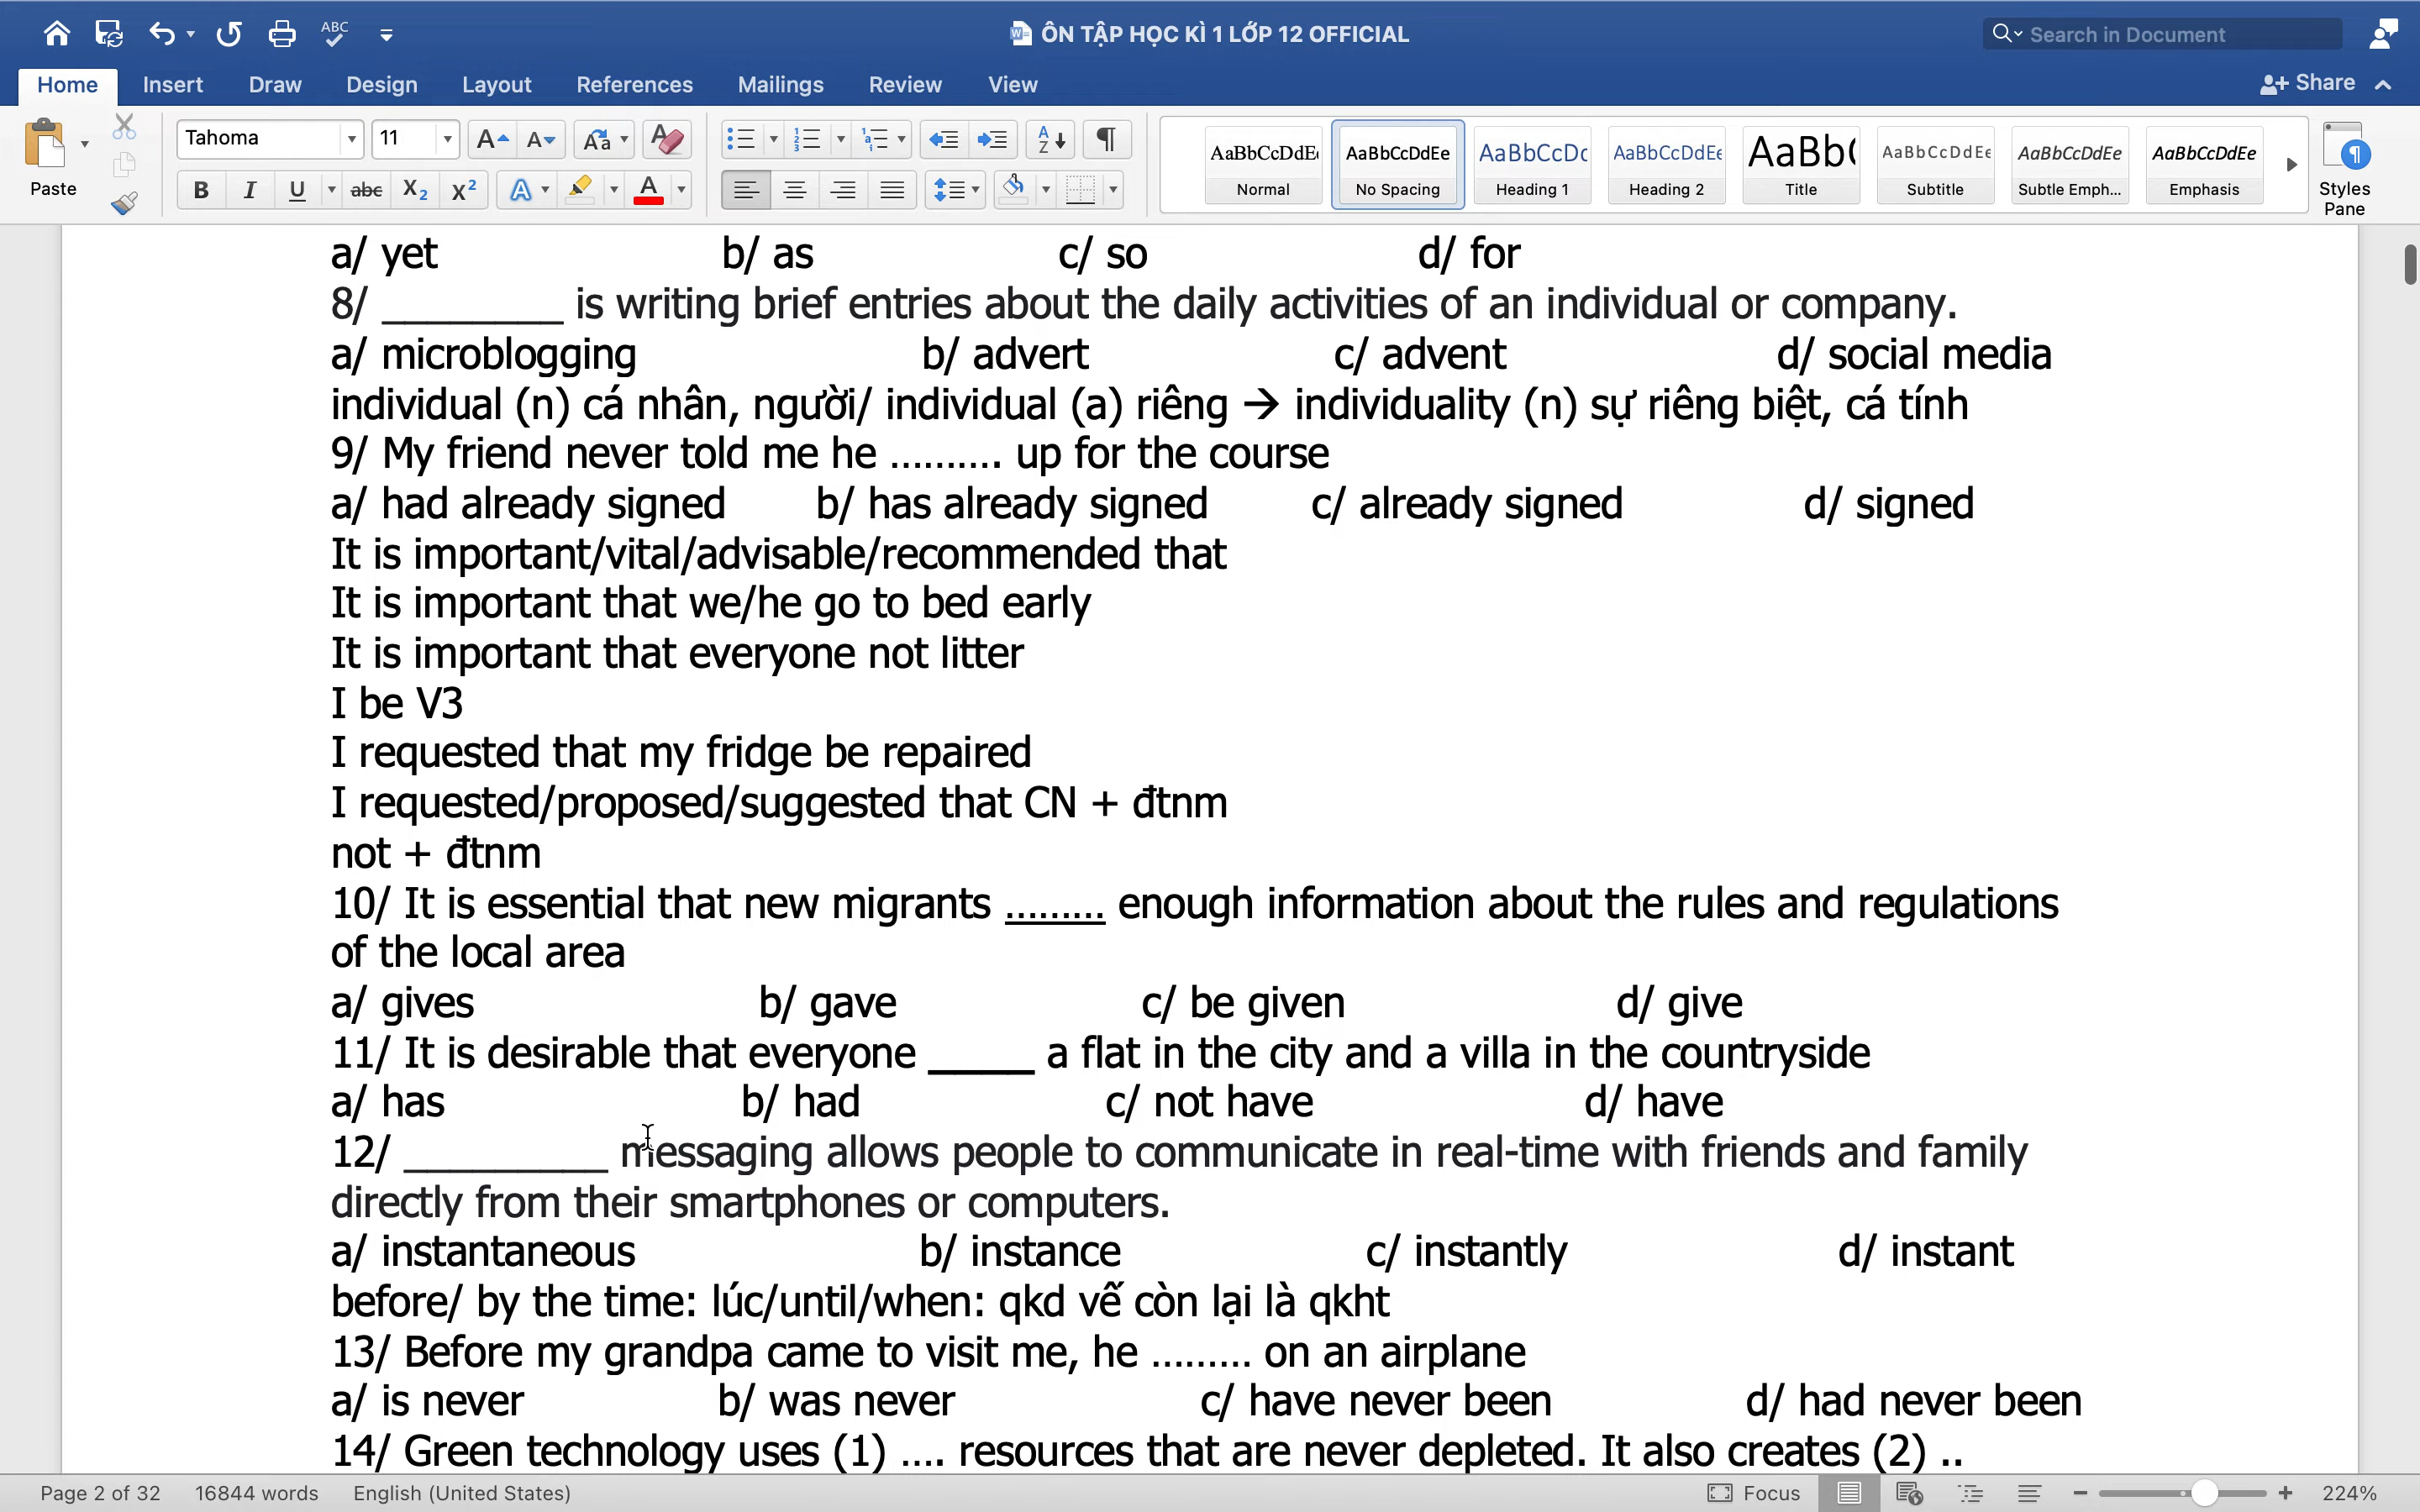 ÔN TẬP HỌC KÌ 1 LỚP 12 OFFICIAL
Search in Document
ABC
Home Insert Draw Design Layout References Mailings Review View Share
Paste
Tahoma 11
AaBbCcDdEe Normal
AaBbCcDdEe No Spacing
AaBbCcDc Heading 1
AaBbCcDdEe Heading 2
AaBb( Title
AaBbCcDdEe Subtitle
AaBbCcDdEe Subtle Emph...
AaBbCcDdEe Emphasis
Styles Pane
a/ yet b/ as c/ so d/ for
8/ ________ is writing brief entries about the daily activities of an individual or company.
a/ microblogging b/ advert c/ advent d/ social media
individual (n) cá nhân, người/ individual (a) riêng → individuality (n) sự riêng biệt, cá tính
9/ My friend never told me he .......... up for the course
a/ had already signed b/ has already signed c/ already signed d/ signed
It is important/vital/advisable/recommended that
It is important that we/he go to bed early
It is important that everyone not litter
I be V3
I requested that my fridge be repaired
I requested/proposed/suggested that CN + đtnm
not + đtnm
10/ It is essential that new migrants ......... enough information about the rules and regulations
of the local area
a/ gives b/ gave c/ be given d/ give
11/ It is desirable that everyone _____ a flat in the city and a villa in the countryside
a/ has b/ had c/ not have d/ have
12/ _________ messaging allows people to communicate in real-time with friends and family
directly from their smartphones or computers.
a/ instantaneous b/ instance c/ instantly d/ instant
before/ by the time: lúc/until/when: qkd vế còn lại là qkht
13/ Before my grandpa came to visit me, he ......... on an airplane
a/ is never b/ was never c/ have never been d/ had never been
14/ Green technology uses (1) .... resources that are never depleted. It also creates (2) ..
Page 2 of 32 16844 words English (United States) Focus 224%